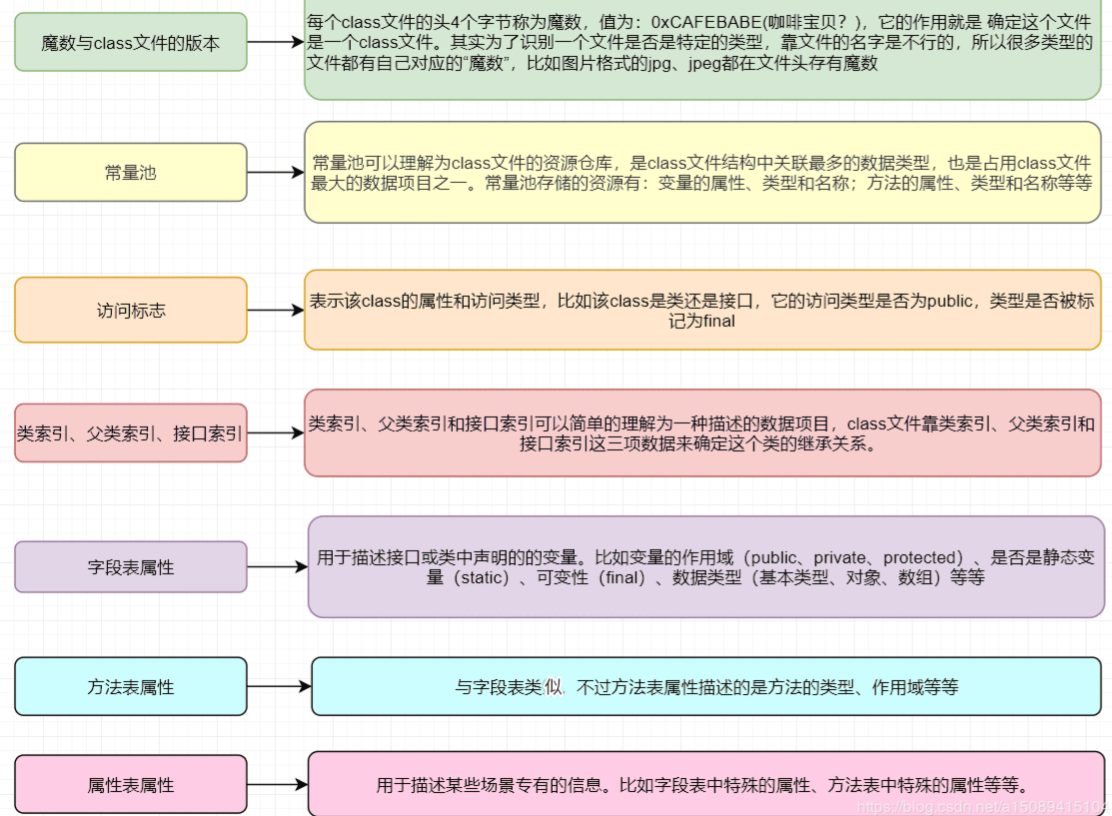 每个class文件的头4个字节称为魔数，值为：0xCAFEBABE(咖啡宝贝？)，它的作用就是 确定这个文件
魔数与class文件的版本
是一个class文件。其实为了识别一个文件是否是特定的类型，靠文件的名字是不行的，所以很多类型的
文件都有自己对应的“魔数”，比如图片格式的jpg、jpeg都在文件头存有魔数
常量池
常量池可以理解为class文件的资源仓库，是class文件结构中关联最多的数据类型，也是占用class文件
最大的数据项目之一。常量池存储的资源有：变量的属性、类型和名称；方法的属性、类型和名称等等
访问标志
表示该class的属性和访问类型，比如该class是类还是接口，它的访问类型是否为public，类型是否被标
记为final
类索引、父类索引、接口索引
类索引、父类索引和接口索引可以简单的理解为一种描述的数据项目，class文件靠类索引、父类索引和
接口索引这三项数据来确定这个类的继承关系。
字段表属性
用于描述接口或类中声明的的变量。比如变量的作用域（public、private、protected）、是否是静态变
量（static）、可变性（final）、数据类型（基本类型、对象、数组）等等
方法表属性
与字段表类似，不过方法表属性描述的是方法的类型、作用域等等
属性表属性
用于描述某些场景专有的信息。比如字段表中特殊的属性、方法表中特殊的属性等等。
https://blog.csdn.net/a15089415104